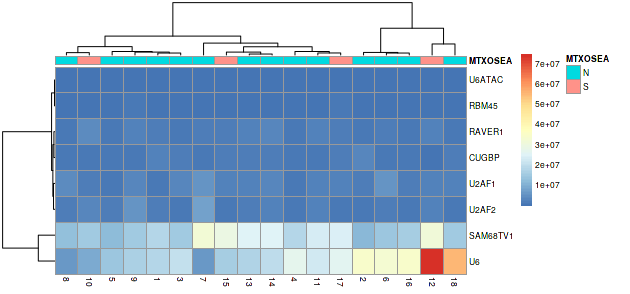 MTXOSEA
U6ATAC
RBM45
RAVER1
CUGBP
U2AF1
U2AF2
SAM68TV1
U6
8 10 5 9 1 3 7 15 13 14 4 11 17 2 6 16 12 18
7e+07
6e+07
5e+07
4e+07
3e+07
2e+07
1e+07
MTXOSEA
N
S